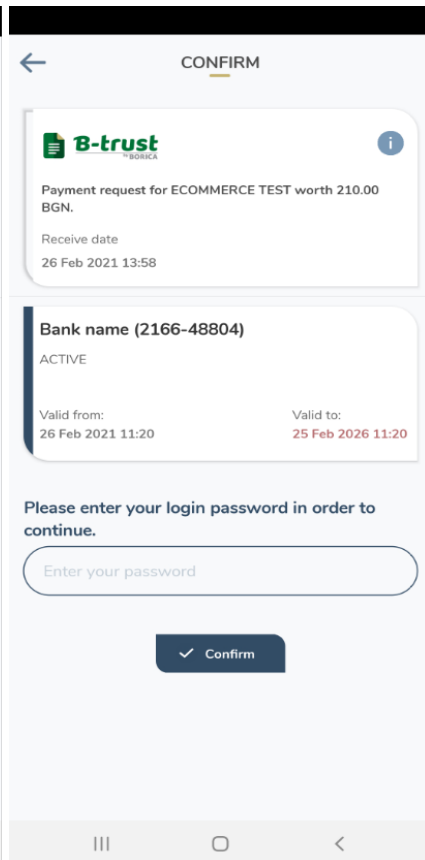 CONFIRM
B-trust
by BORICA
i
Payment request for ECOMMERCE TEST worth 210.00
BGN.
Receive date
26 Feb 2021 13:58
Bank name (2166-48804)
ACTIVE
Valid from: Valid to:
26 Feb 2021 11:20 25 Feb 2026 11:20
Please enter your login password in order to
continue.
Enter your password
Confirm